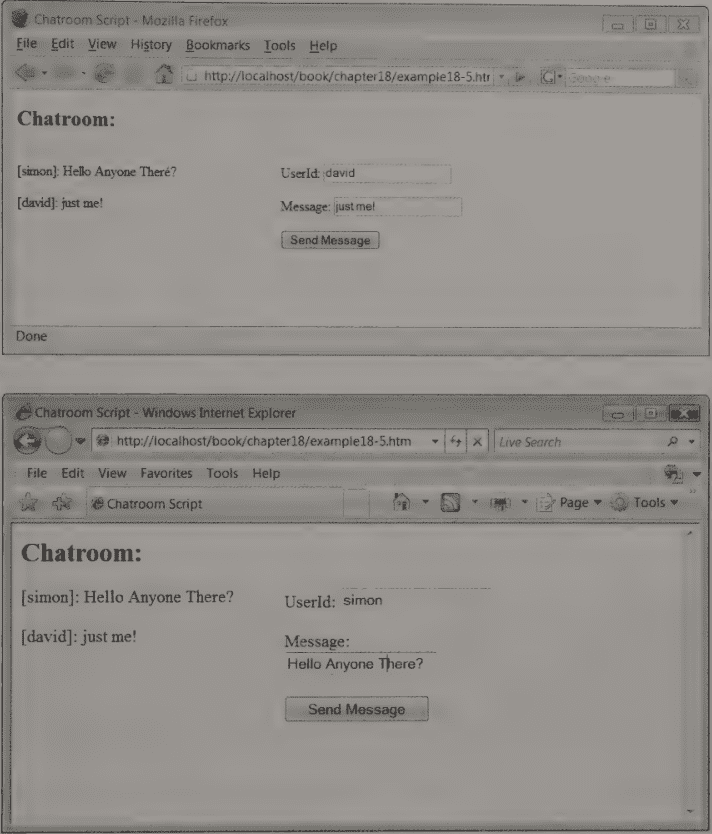 Chatroom Script - Mozilla Firefox
File Edit View History Bookmarks Tools Help
http://localhost/book/chapter18/example18-5.htr
Google
Chatroom:
[simon]: Hello Anyone There?
UserId: david
[david]: just me!
Message: just me!
Send Message
Done
Chatroom Script - Windows Internet Explorer
http://localhost/book/chapter18/example18-5.htm
Live Search
File Edit View Favorites Tools Help
Chatroom Script
Page
Tools
Chatroom:
[simon]: Hello Anyone There?
UserId: simon
[david]: just me!
Message:
Hello Anyone There?
Send Message